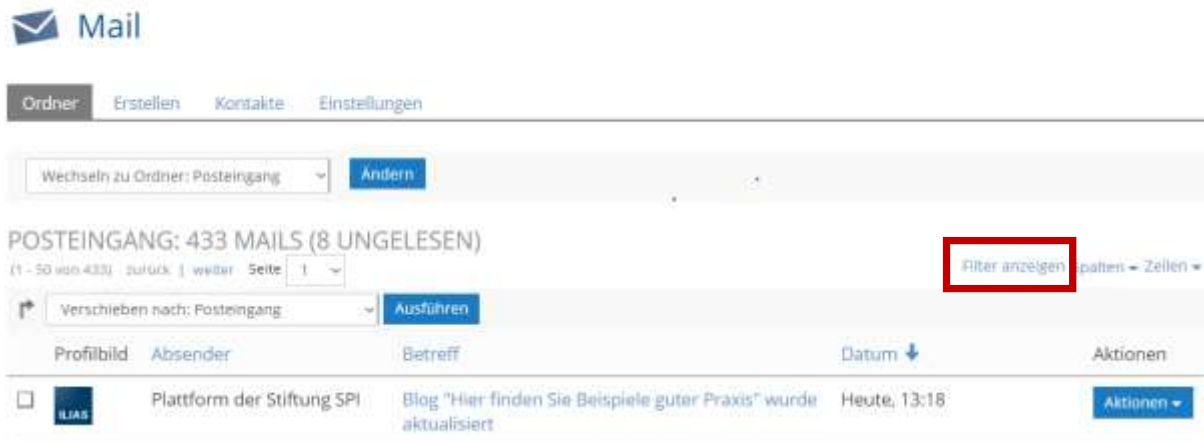 Mail
Ordner Erstellen Kontakte Einstellungen
Wechseln zu Ordner: Posteingang Ändern
POSTEINGANG: 433 MAILS (8 UNGELESEN)
(1 - 50 von 433) zurück | weiter Seite 1 Filter anzeigen Spalten Zeilen
Verschieben nach: Posteingang Ausführen
Profilbild Absender Betreff Datum Aktionen
ILIAS Plattform der Stiftung SPI Blog "Hier finden Sie Beispiele guter Praxis" wurde Heute, 13:18 Aktionen
aktualisiert